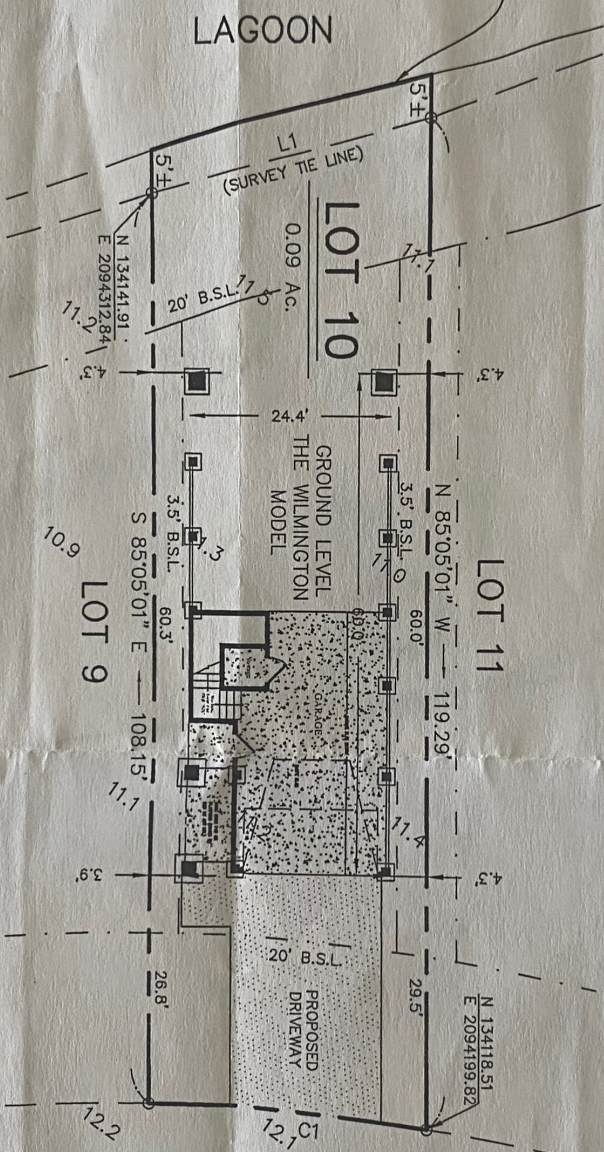 LAGOON
5'±
5'±
L1
(SURVEY TIE LINE)
LOT 10
0.09 Ac.
N 134141.91
E 2094312.84
11.1
20' B.S.L.
11.2
4.3'
4.3'
24.4'
GROUND LEVEL
THE WILMINGTON
MODEL
3.5' B.S.L.
3.5' B.S.L.
11.3
11.0
10.9
LOT 11
LOT 9
N 85°05'01" W
119.29'
S 85°05'01" E
108.15'
60.3'
60.0'
60.0'
GARAGE
11.1
11.4
3.9'
4.3'
20' B.S.L.
26.8'
29.5'
PROPOSED
DRIVEWAY
N 134118.51
E 2094199.82
C1
12.1
12.2